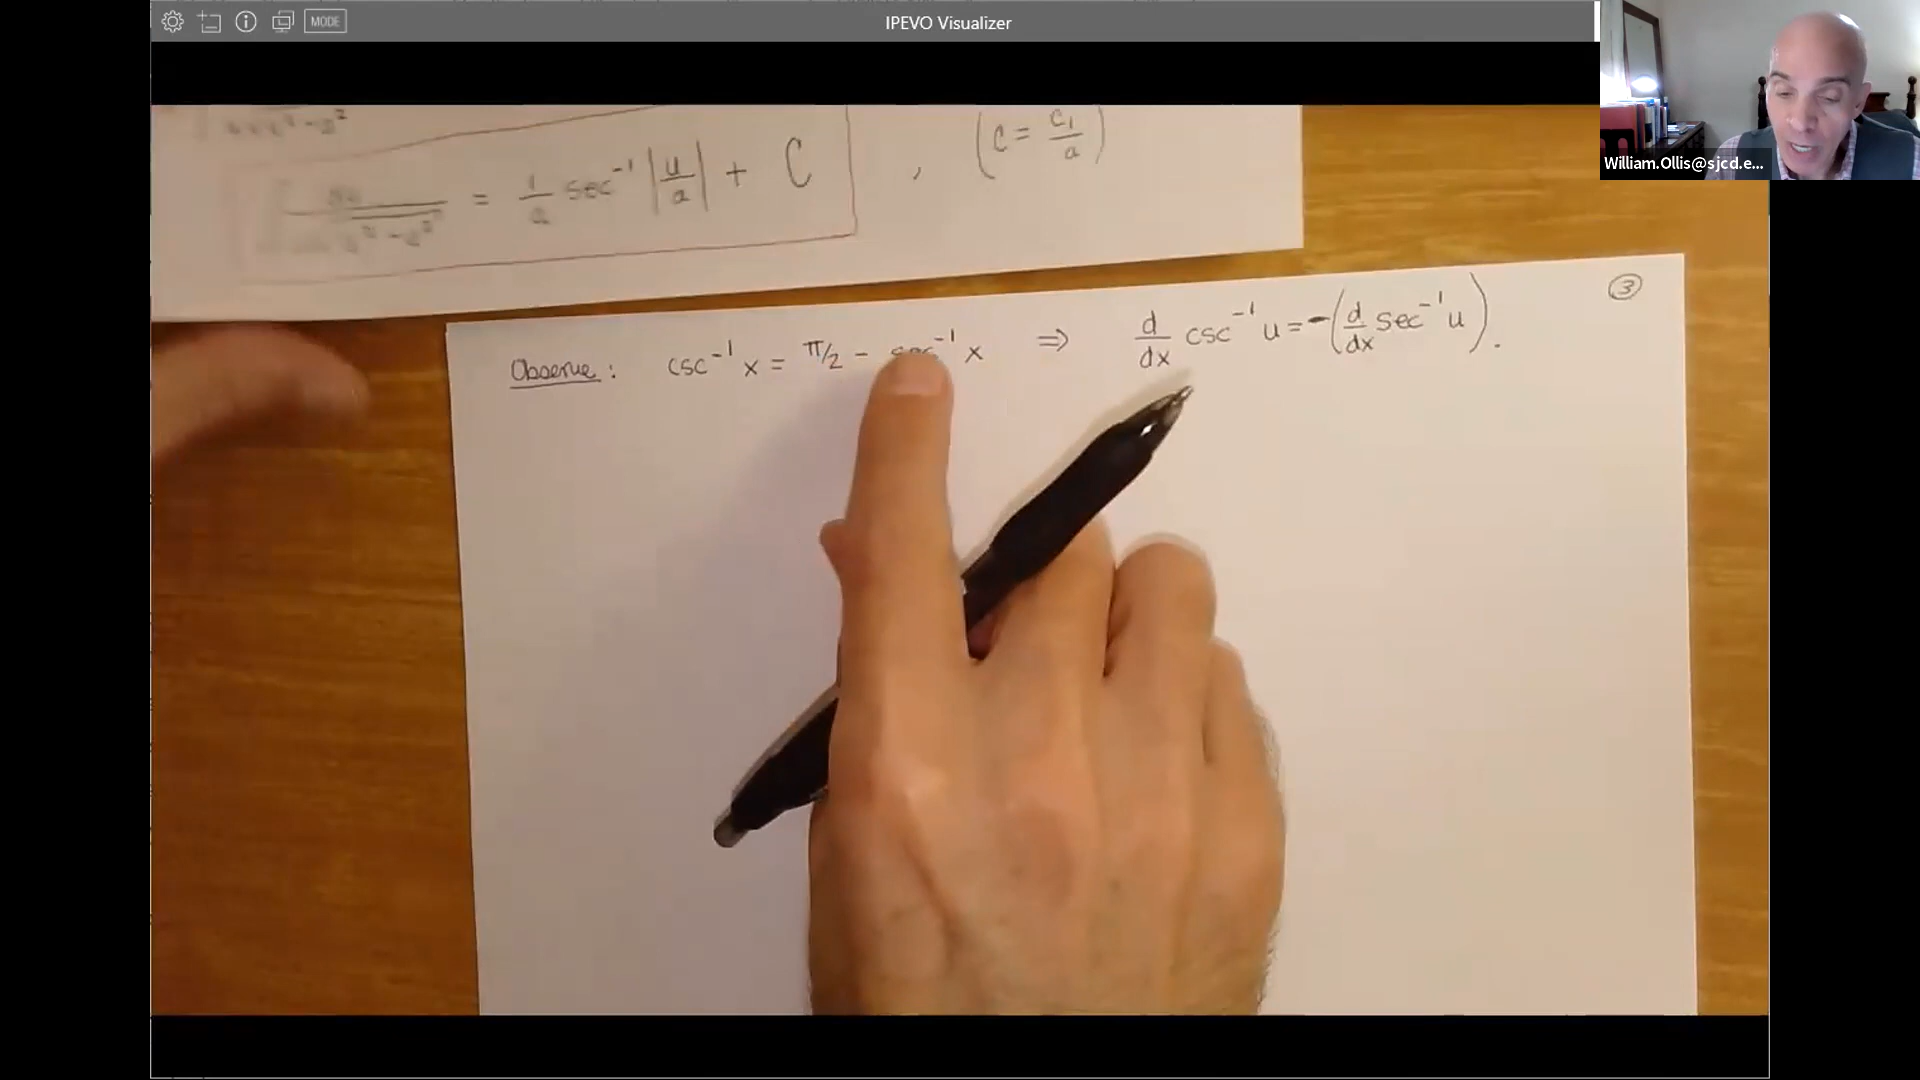 MODE
IPEVO Visualizer
William.Ollis@sjcd.e...
= 1/a sec⁻¹ |u/a| + C , (C = C₁/a)
③
Observe : csc⁻¹ x = π/2 − sec⁻¹ x ⇒ d/dx csc⁻¹ u = −(d/dx sec⁻¹ u).